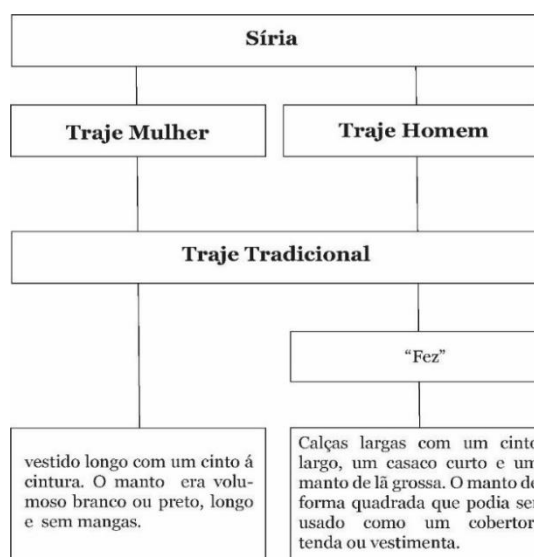 Síria
Traje Mulher
Traje Homem
Traje Tradicional
“Fez”
vestido longo com um cinto á
cintura. O manto era volu-
moso branco ou preto, longo
e sem mangas.
Calças largas com um cinto
largo, um casaco curto e um
manto de lã grossa. O manto de
forma quadrada que podia ser
usado como um cobertor,
tenda ou vestimenta.